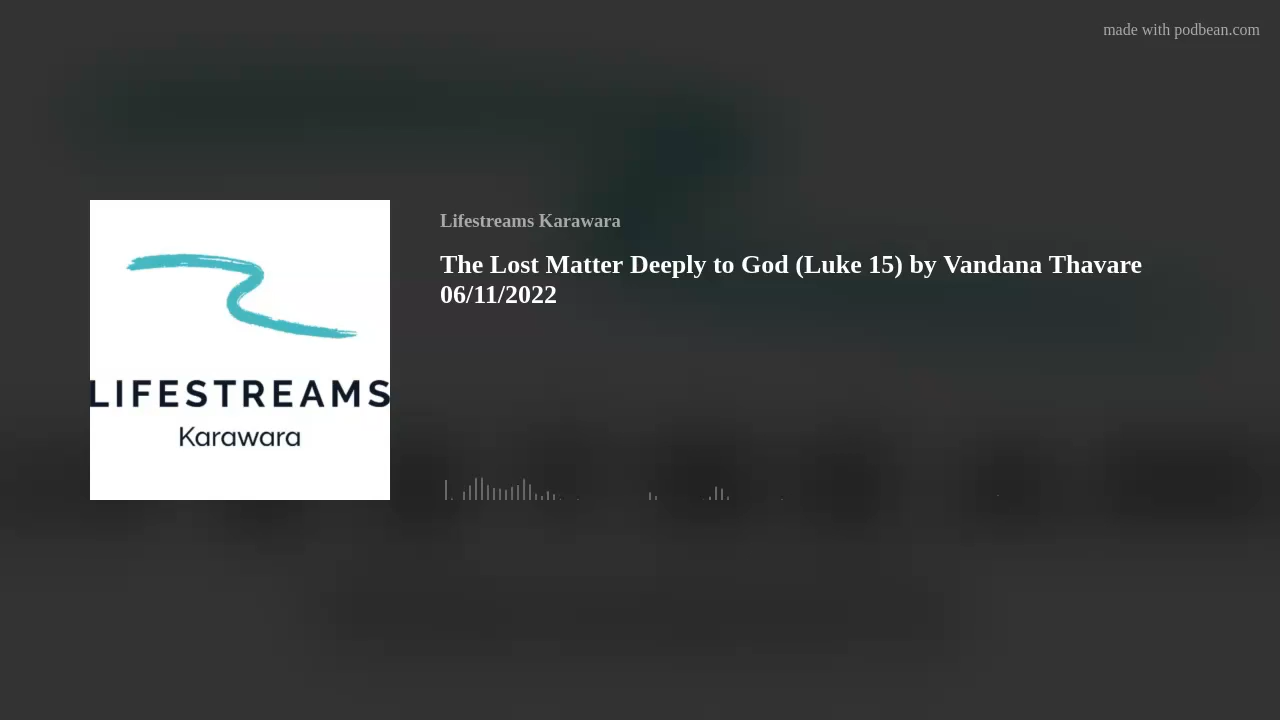 made with podbean.com
Lifestreams Karawara
The Lost Matter Deeply to God (Luke 15) by Vandana Thavare
06/11/2022
LIFESTREAMS
Karawara